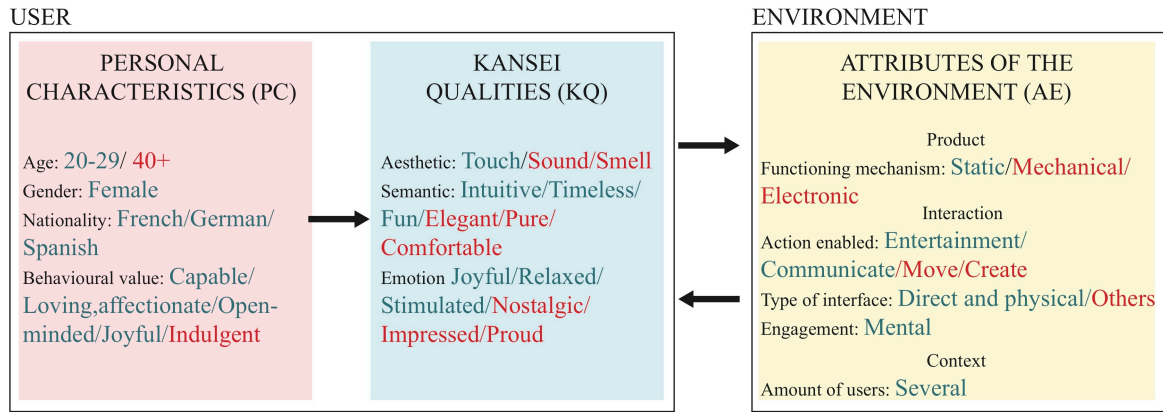 USER
PERSONAL
CHARACTERISTICS (PC)
Age: 20-29/ 40+
Gender: Female
Nationality: French/German/
Spanish
Behavioural value: Capable/
Loving,affectionate/Open-
minded/Joyful/Indulgent
KANSEI
QUALITIES (KQ)
Aesthetic: Touch/Sound/Smell
Semantic: Intuitive/Timeless/
Fun/Elegant/Pure/
Comfortable
Emotion Joyful/Relaxed/
Stimulated/Nostalgic/
Impressed/Proud
ENVIRONMENT
ATTRIBUTES OF THE
ENVIRONMENT (AE)
Product
Functioning mechanism: Static/Mechanical/
Electronic
Interaction
Action enabled: Entertainment/
Communicate/Move/Create
Type of interface: Direct and physical/Others
Engagement: Mental
Context
Amount of users: Several